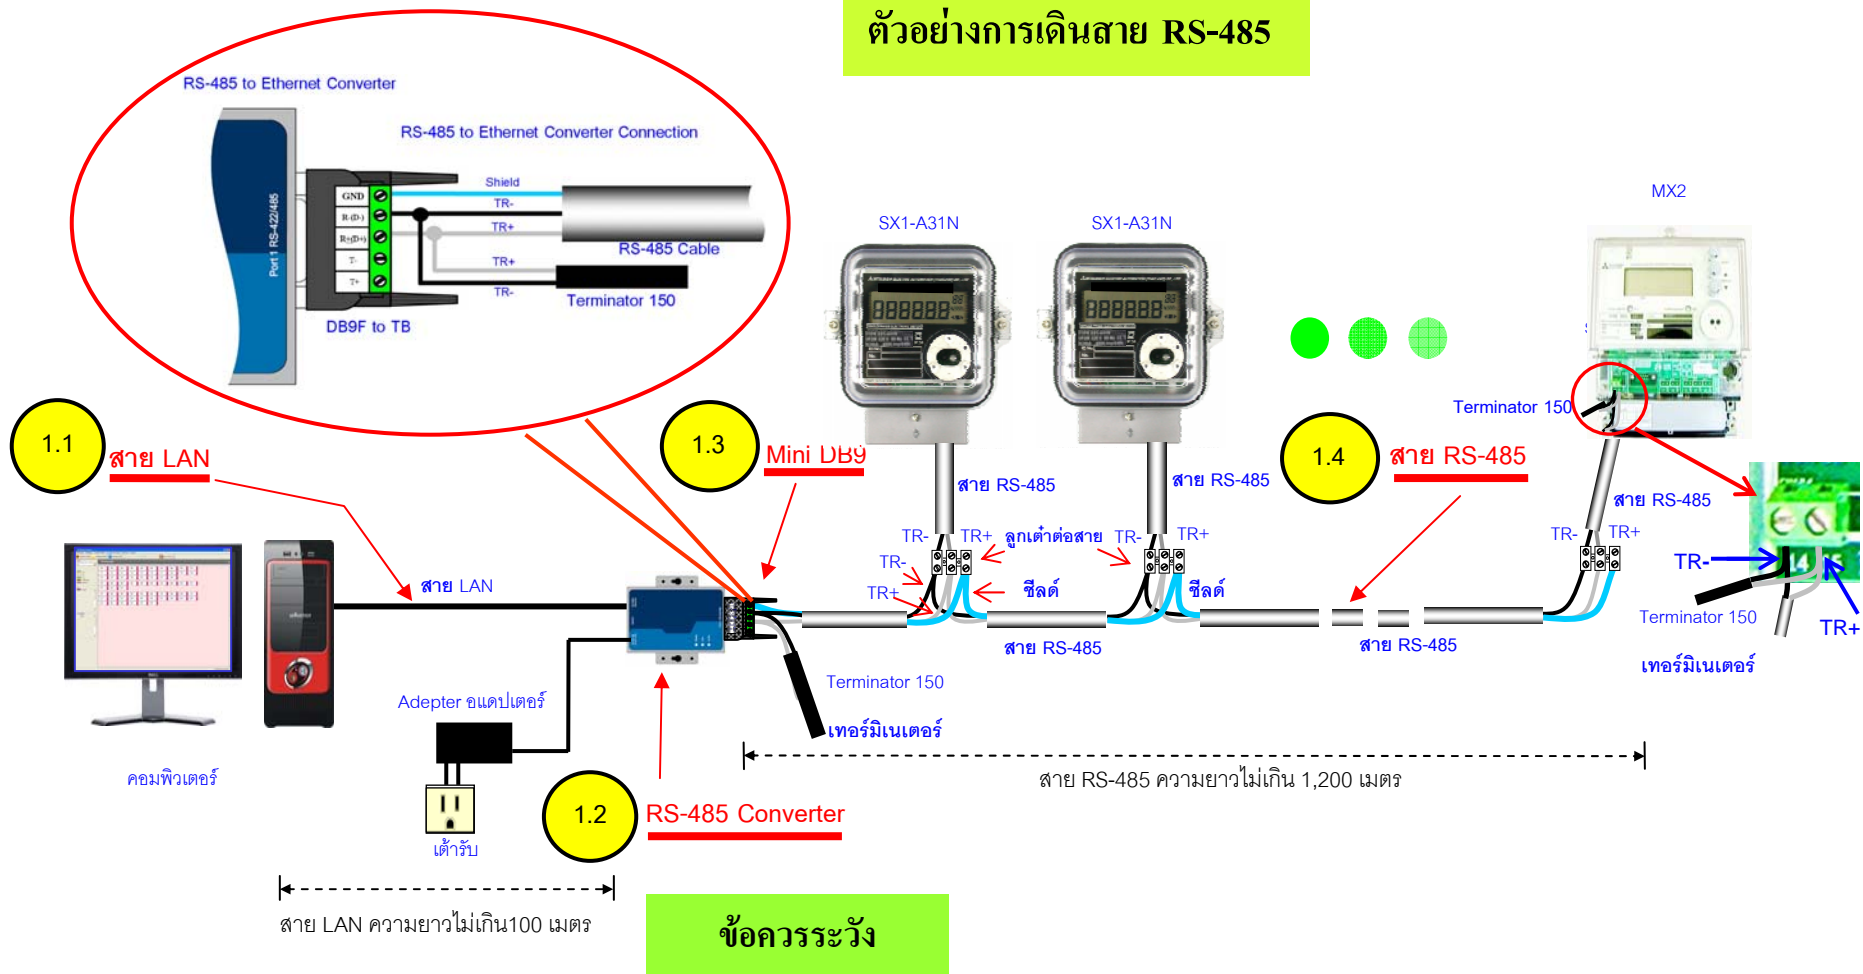 ตัวอย่างการเดินสาย RS-485
RS-485 to Ethernet Converter
RS-485 to Ethernet Converter Connection
Port 1 RS-422/485
GND
R-(D-)
R+(D+)
T-
T+
Shield
TR-
TR+
RS-485 Cable
TR+
TR-
Terminator 150
DB9F to TB
SX1-A31N
SX1-A31N
MX2
Terminator 150
1.1
สาย LAN
1.3
Mini DB9
1.4
สาย RS-485
สาย RS-485
สาย RS-485
สาย RS-485
TR-
TR+
ลูกเต๋าต่อสาย
TR-
TR+
TR-
TR+
TR-
TR+
ชีลด์
ชีลด์
สาย LAN
สาย RS-485
สาย RS-485
14
TR-
TR+
Terminator 150
เทอร์มิเนเตอร์
Terminator 150
เทอร์มิเนเตอร์
Adepter อแดปเตอร์
คอมพิวเตอร์
เต้ารับ
1.2
RS-485 Converter
สาย RS-485 ความยาวไม่เกิน 1,200 เมตร
สาย LAN ความยาวไม่เกิน100 เมตร
ข้อควรระวัง